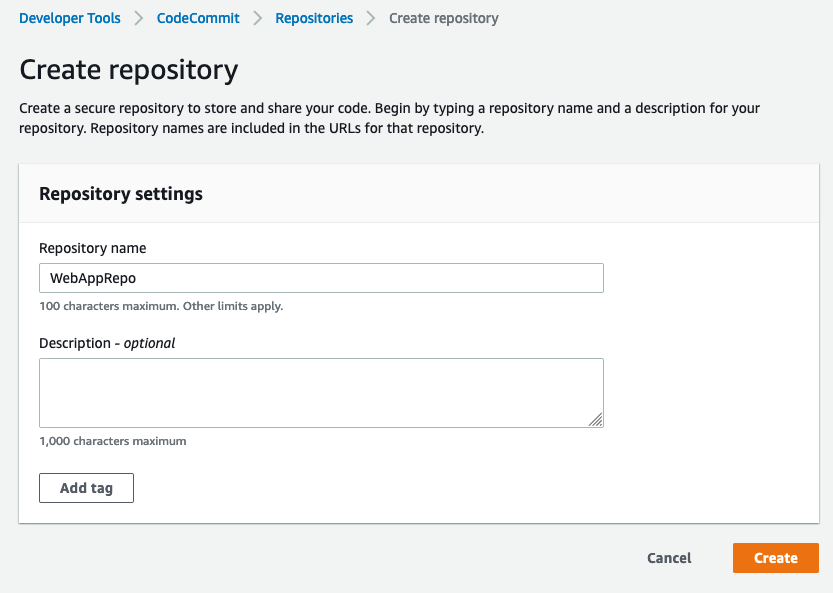 Developer Tools > CodeCommit > Repositories > Create repository
Create repository
Create a secure repository to store and share your code. Begin by typing a repository name and a description for your
repository. Repository names are included in the URLs for that repository.
Repository settings
Repository name
WebAppRepo
100 characters maximum. Other limits apply.
Description - optional
1,000 characters maximum
Add tag
Cancel Create